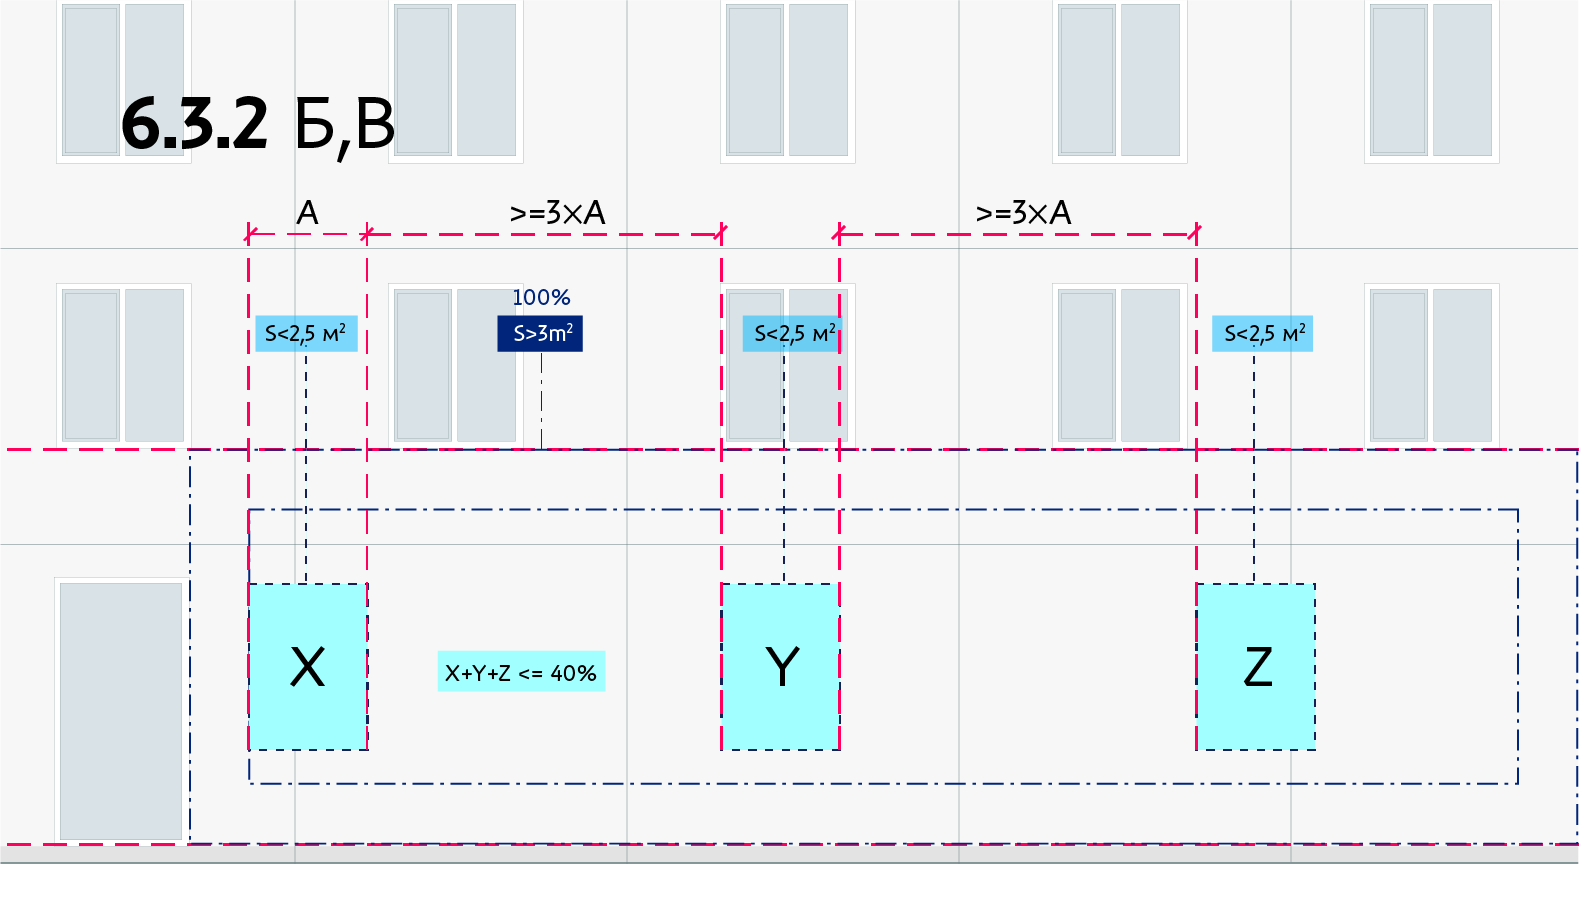 6.3.2 Б,В
A
>=3×A
>=3×A
100%
S<2,5 м²
S>3m²
S<2,5 м²
S<2,5 м²
X
Y
Z
X+Y+Z <= 40%